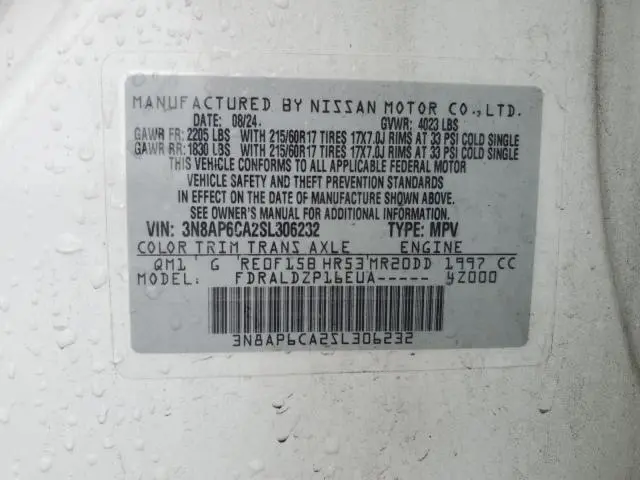 MANUFACTURED BY NISSAN MOTOR CO.,LTD.
DATE: 08/24. GVWR: 4023 LBS
GAWR FR: 2205 LBS WITH 215/60R17 TIRES 17X7.0J RIMS AT 33 PSI COLD SINGLE
GAWR RR: 1830 LBS WITH 215/60R17 TIRES 17X7.0J RIMS AT 33 PSI COLD SINGLE
THIS VEHICLE CONFORMS TO ALL APPLICABLE FEDERAL MOTOR
VEHICLE SAFETY AND THEFT PREVENTION STANDARDS
IN EFFECT ON THE DATE OF MANUFACTURE SHOWN ABOVE.
SEE OWNER'S MANUAL FOR ADDITIONAL INFORMATION.
VIN: 3N8AP6CA2SL306232 TYPE: MPV
COLOR TRIM TRANS AXLE ENGINE
QM1 G RE0F15B HR53 MR20DD 1997 CC
MODEL: FDRALDZP16EUA----- 4Z000
3N8AP6CA2SL306232